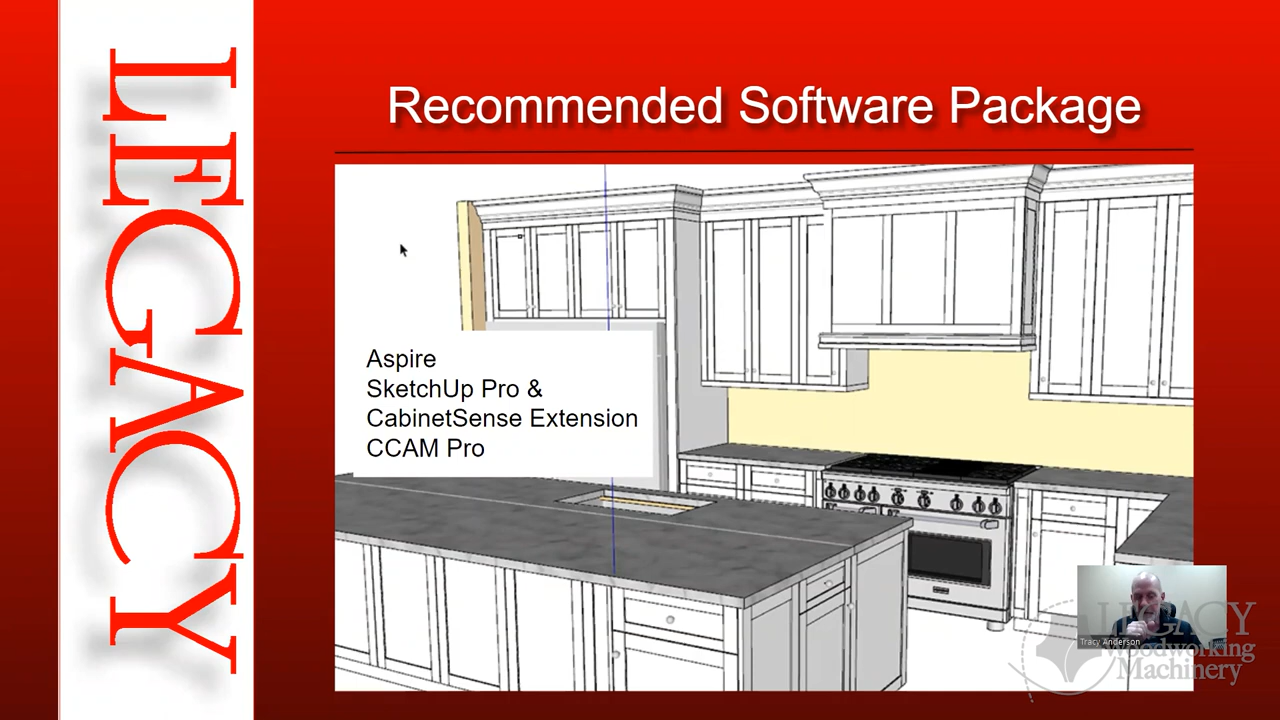 LEGACY
Recommended Software Package
Aspire
SketchUp Pro &
CabinetSense Extension
CCAM Pro
Tracy Anderson
LEGACY
Woodworking
Machinery